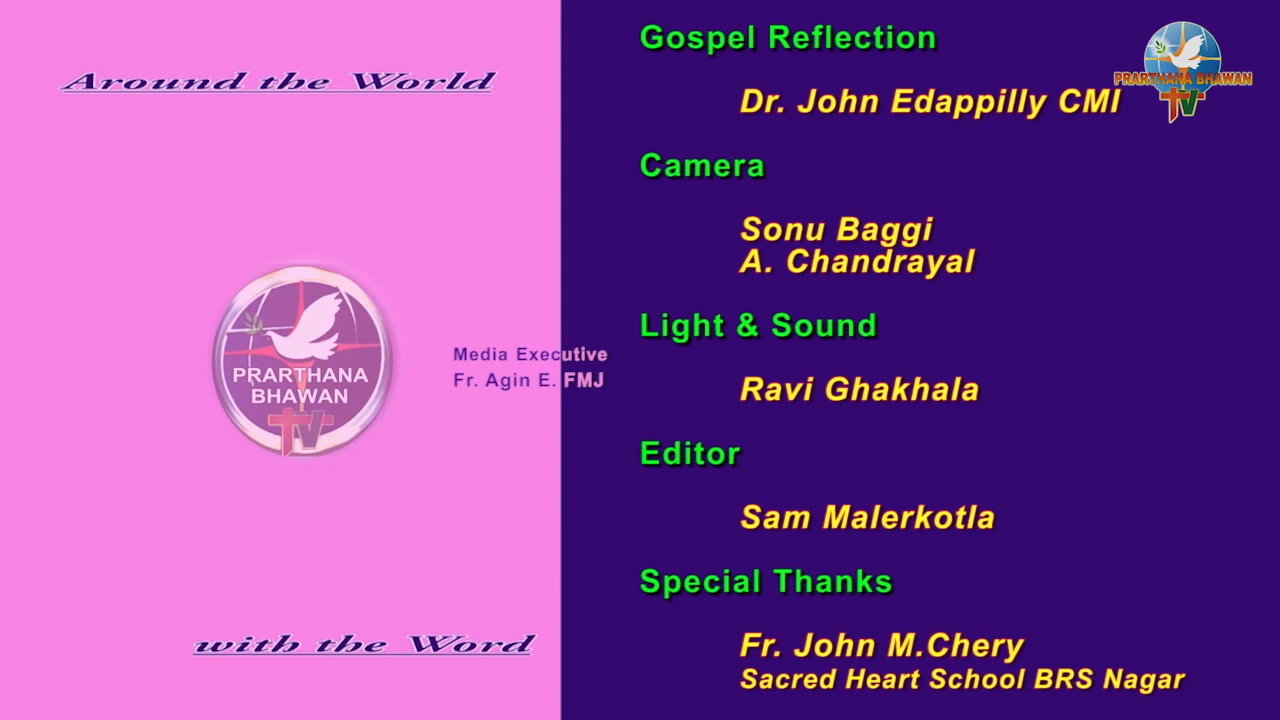 Around the World
PRARTHANA
BHAWAN
TV
with the Word
Media Executive
Fr. Agin E. FMJ
Gospel Reflection
Dr. John Edappilly CMI
Camera
Sonu Baggi
A. Chandrayal
Light & Sound
Ravi Ghakhala
Editor
Sam Malerkotla
Special Thanks
Fr. John M.Chery
Sacred Heart School BRS Nagar
PRARTHANA BHAWAN
TV